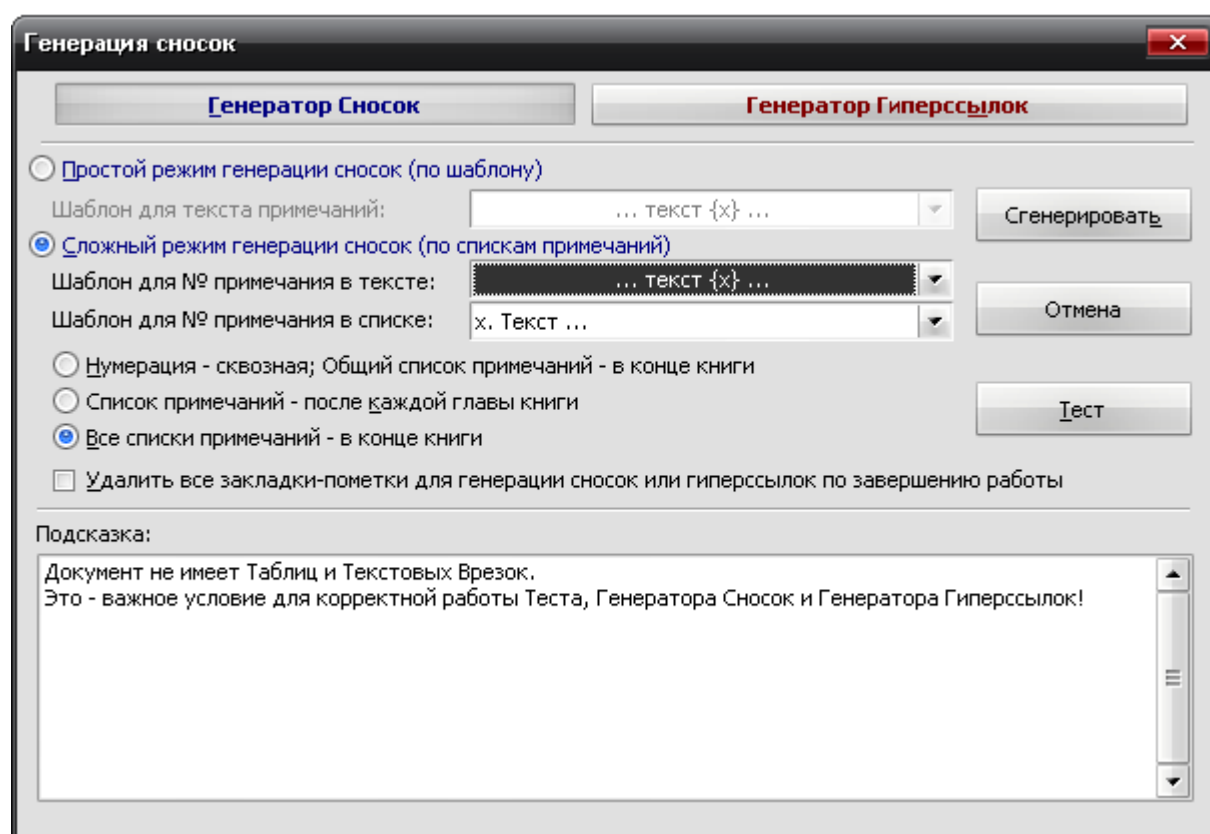 Генерация сносок
Генератор Сносок
Генератор Гиперссылок
Простой режим генерации сносок (по шаблону)
Шаблон для текста примечаний:
... текст {x} ...
Сгенерировать
Сложный режим генерации сносок (по спискам примечаний)
Шаблон для № примечания в тексте:
... текст {x} ...
Шаблон для № примечания в списке:
x. Текст ...
Отмена
Нумерация - сквозная; Общий список примечаний - в конце книги
Список примечаний - после каждой главы книги
Тест
Все списки примечаний - в конце книги
Удалить все закладки-пометки для генерации сносок или гиперссылок по завершению работы
Подсказка:
Документ не имеет Таблиц и Текстовых Врезок.
Это - важное условие для корректной работы Теста, Генератора Сносок и Генератора Гиперссылок!